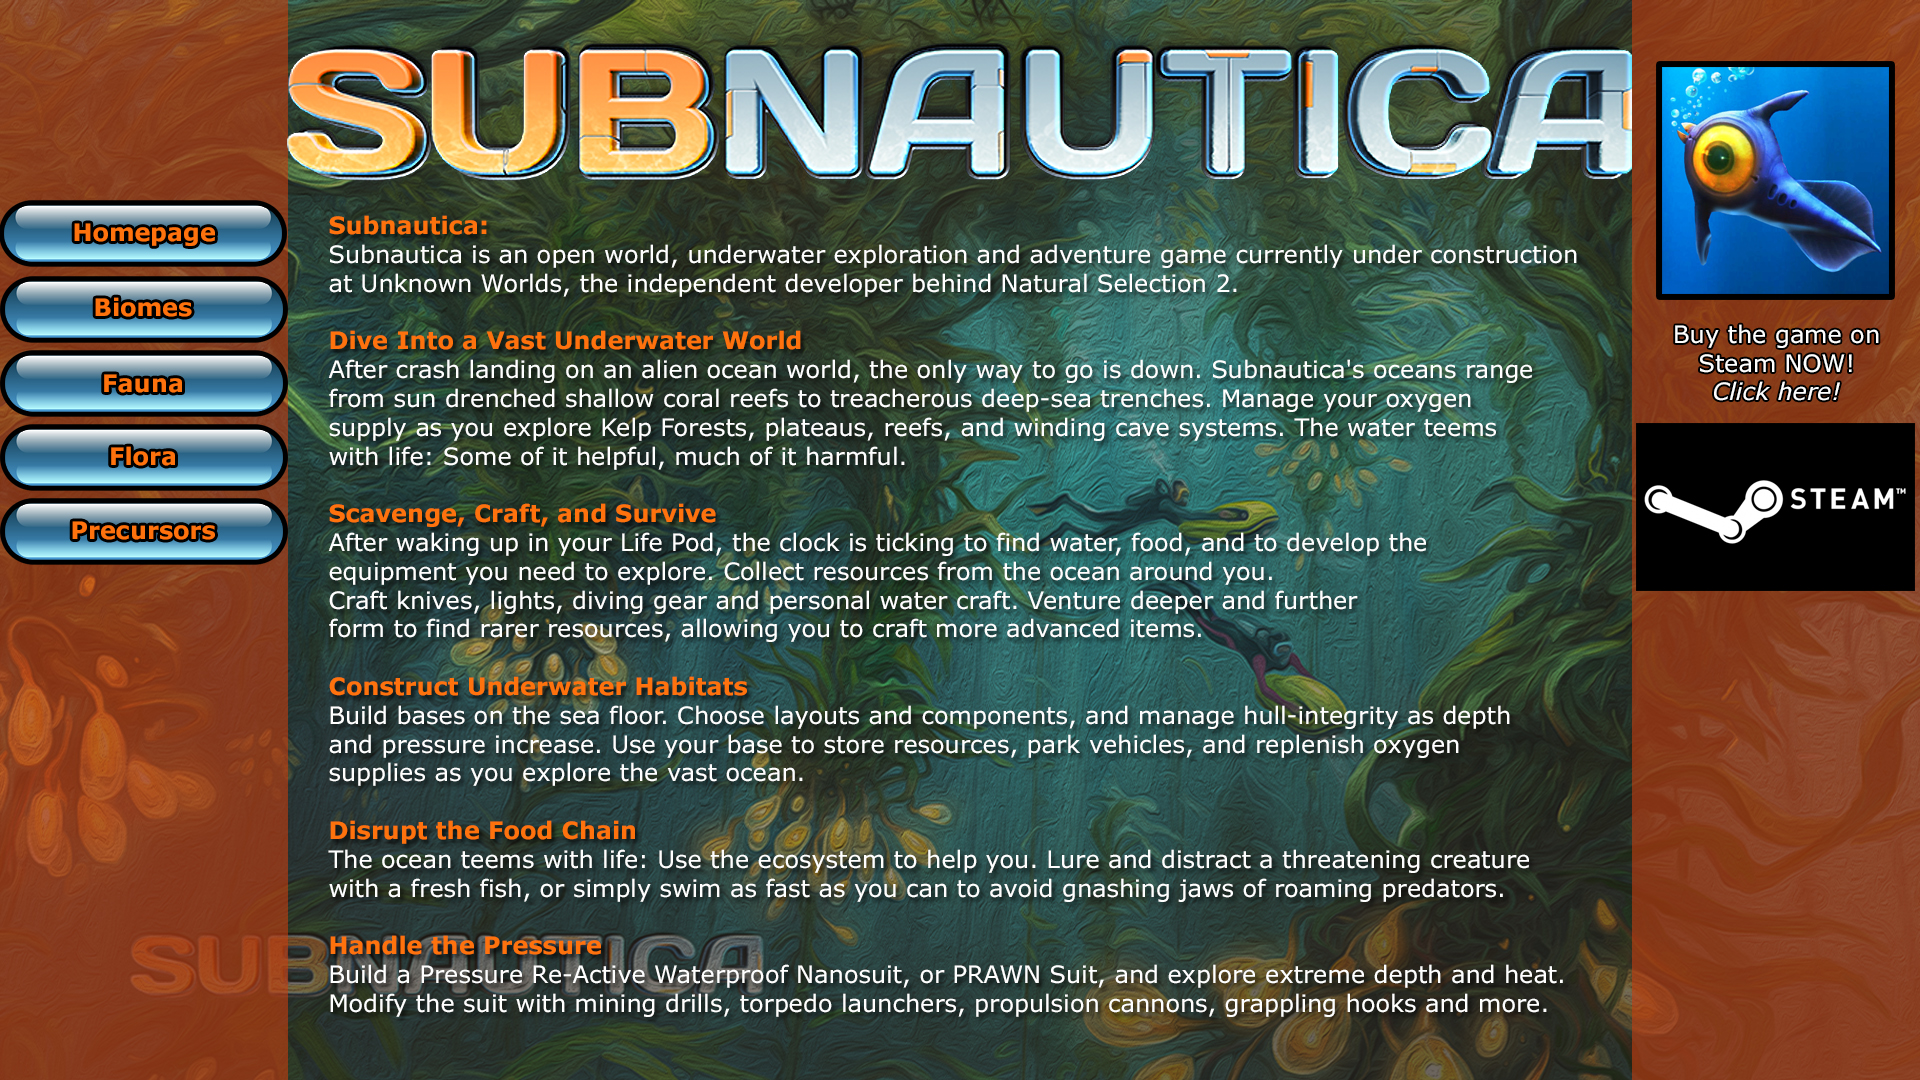 SUBNAUTICA
Homepage
Biomes
Fauna
Flora
Precursors
Subnautica:
Subnautica is an open world, underwater exploration and adventure game currently under construction
at Unknown Worlds, the independent developer behind Natural Selection 2.
Dive Into a Vast Underwater World
After crash landing on an alien ocean world, the only way to go is down. Subnautica's oceans range
from sun drenched shallow coral reefs to treacherous deep-sea trenches. Manage your oxygen
supply as you explore Kelp Forests, plateaus, reefs, and winding cave systems. The water teems
with life: Some of it helpful, much of it harmful.
Scavenge, Craft, and Survive
After waking up in your Life Pod, the clock is ticking to find water, food, and to develop the
equipment you need to explore. Collect resources from the ocean around you.
Craft knives, lights, diving gear and personal water craft. Venture deeper and further
form to find rarer resources, allowing you to craft more advanced items.
Construct Underwater Habitats
Build bases on the sea floor. Choose layouts and components, and manage hull-integrity as depth
and pressure increase. Use your base to store resources, park vehicles, and replenish oxygen
supplies as you explore the vast ocean.
Disrupt the Food Chain
The ocean teems with life: Use the ecosystem to help you. Lure and distract a threatening creature
with a fresh fish, or simply swim as fast as you can to avoid gnashing jaws of roaming predators.
Handle the Pressure
Build a Pressure Re-Active Waterproof Nanosuit, or PRAWN Suit, and explore extreme depth and heat.
Modify the suit with mining drills, torpedo launchers, propulsion cannons, grappling hooks and more.
SUBNAUTICA
Buy the game on
Steam NOW!
Click here!
STEAM™